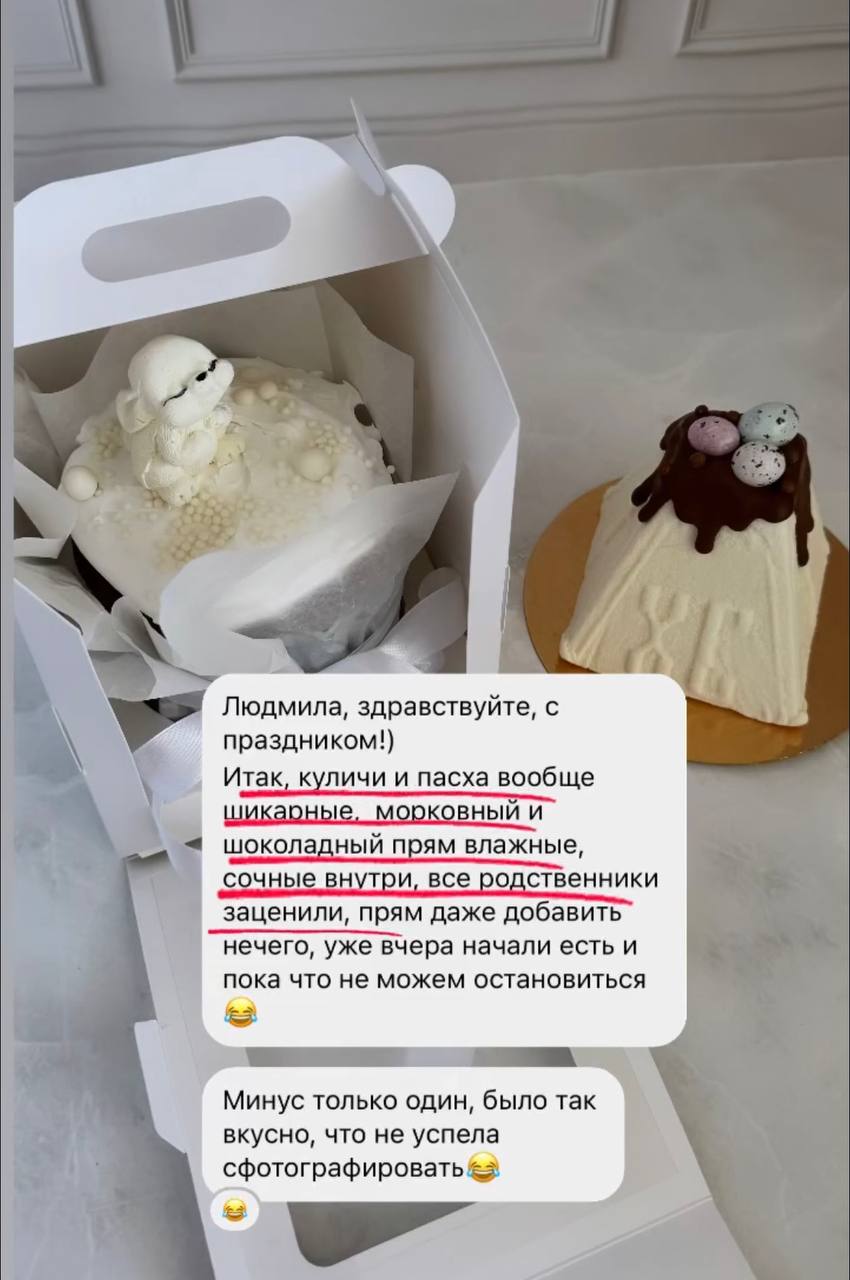 ХВ
Людмила, здравствуйте, с
праздником!)
Итак, куличи и пасха вообще
шикарные, морковный и
шоколадный прям влажные,
сочные внутри, все родственники
заценили, прям даже добавить
нечего, уже вчера начали есть и
пока что не можем остановиться
😂
Минус только один, было так
вкусно, что не успела
сфотографировать😂
😂